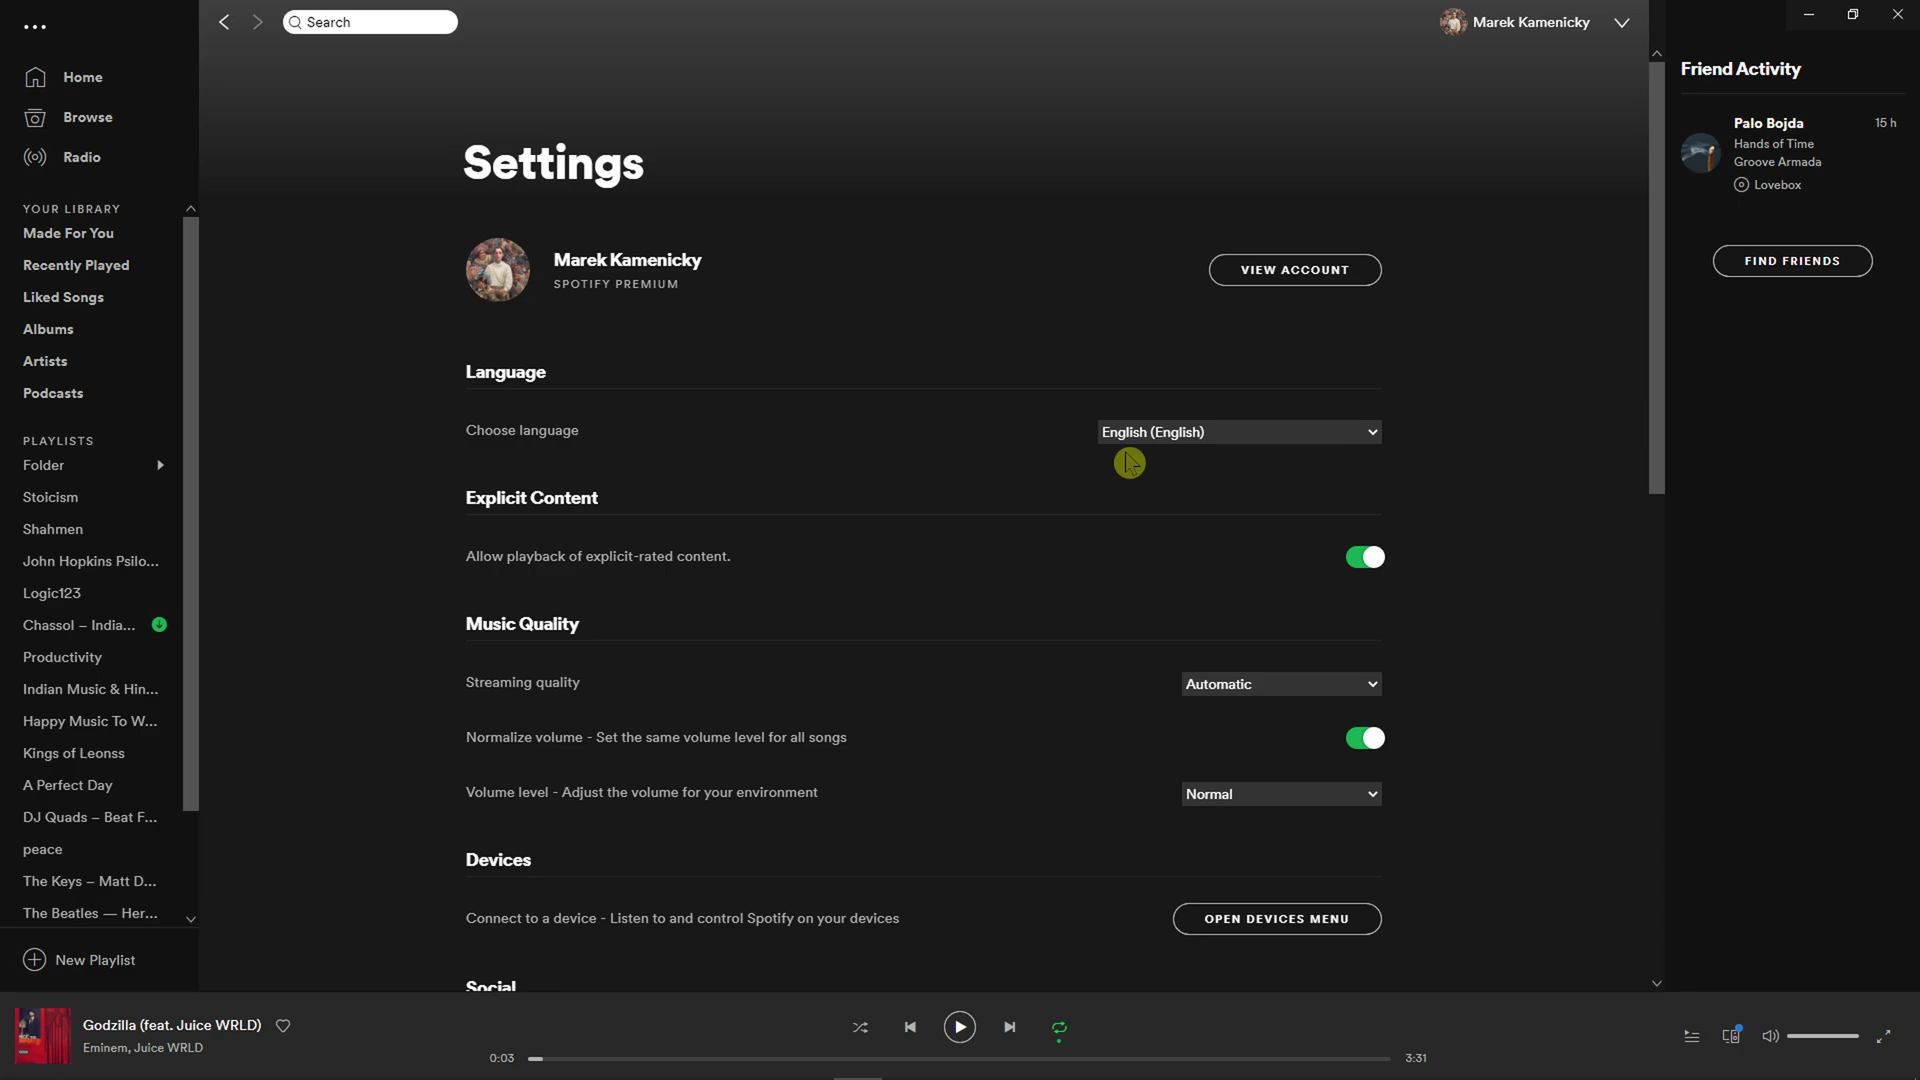 Search
Marek Kamenicky
Home
Browse
Radio
YOUR LIBRARY
Made For You
Recently Played
Liked Songs
Albums
Artists
Podcasts
PLAYLISTS
Folder
Stoicism
Shahmen
John Hopkins Psilo...
Logic123
Chassol – India...
Productivity
Indian Music & Hin...
Happy Music To W...
Kings of Leonss
A Perfect Day
DJ Quads – Beat F...
peace
The Keys – Matt D...
The Beatles — Her...
New Playlist
Settings
Marek Kamenicky
SPOTIFY PREMIUM
VIEW ACCOUNT
Language
Choose language
English (English)
Explicit Content
Allow playback of explicit-rated content.
Music Quality
Streaming quality
Automatic
Normalize volume - Set the same volume level for all songs
Volume level - Adjust the volume for your environment
Normal
Devices
Connect to a device - Listen to and control Spotify on your devices
OPEN DEVICES MENU
Social
Friend Activity
Palo Bojda
15 h
Hands of Time
Groove Armada
Lovebox
FIND FRIENDS
Godzilla (feat. Juice WRLD)
Eminem, Juice WRLD
0:03
3:31